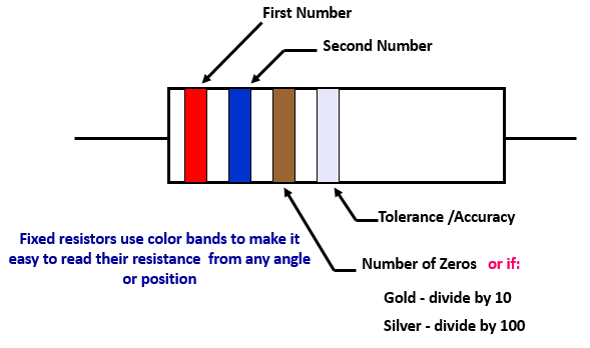 First Number
Second Number
Tolerance /Accuracy
Fixed resistors use color bands to make it
easy to read their resistance from any angle
or position
Number of Zeros or if:
Gold - divide by 10
Silver - divide by 100